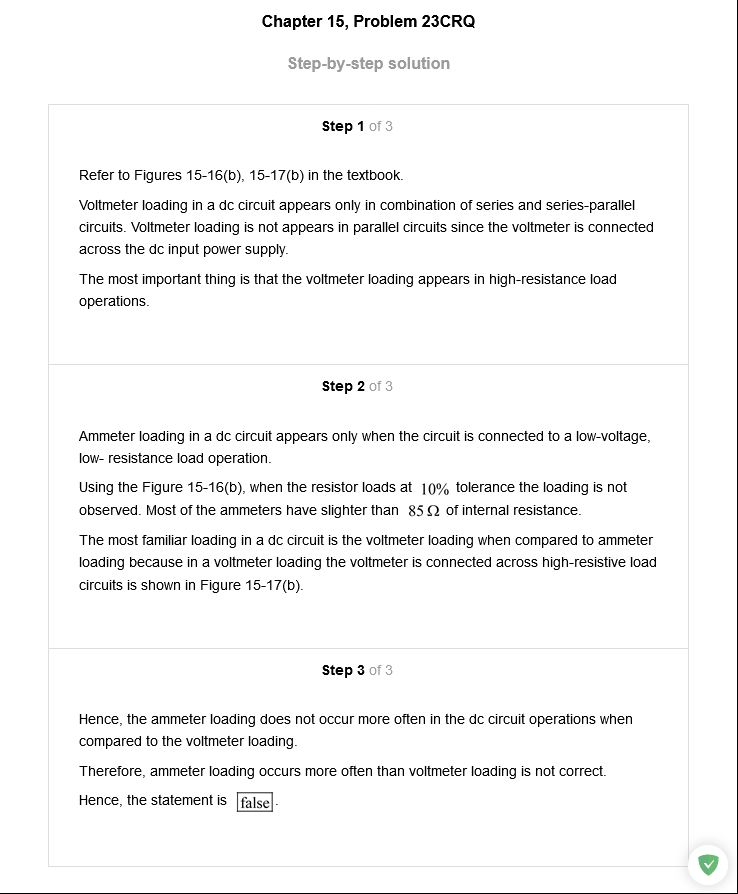 Chapter 15, Problem 23CRQ
Step-by-step solution
Step 1 of 3
Refer to Figures 15-16(b), 15-17(b) in the textbook.
Voltmeter loading in a dc circuit appears only in combination of series and series-parallel
circuits. Voltmeter loading is not appears in parallel circuits since the voltmeter is connected
across the dc input power supply.
The most important thing is that the voltmeter loading appears in high-resistance load
operations.
Step 2 of 3
Ammeter loading in a dc circuit appears only when the circuit is connected to a low-voltage,
low- resistance load operation.
Using the Figure 15-16(b), when the resistor loads at 10% tolerance the loading is not
observed. Most of the ammeters have slighter than 85 Ω of internal resistance.
The most familiar loading in a dc circuit is the voltmeter loading when compared to ammeter
loading because in a voltmeter loading the voltmeter is connected across high-resistive load
circuits is shown in Figure 15-17(b).
Step 3 of 3
Hence, the ammeter loading does not occur more often in the dc circuit operations when
compared to the voltmeter loading.
Therefore, ammeter loading occurs more often than voltmeter loading is not correct.
Hence, the statement is false.